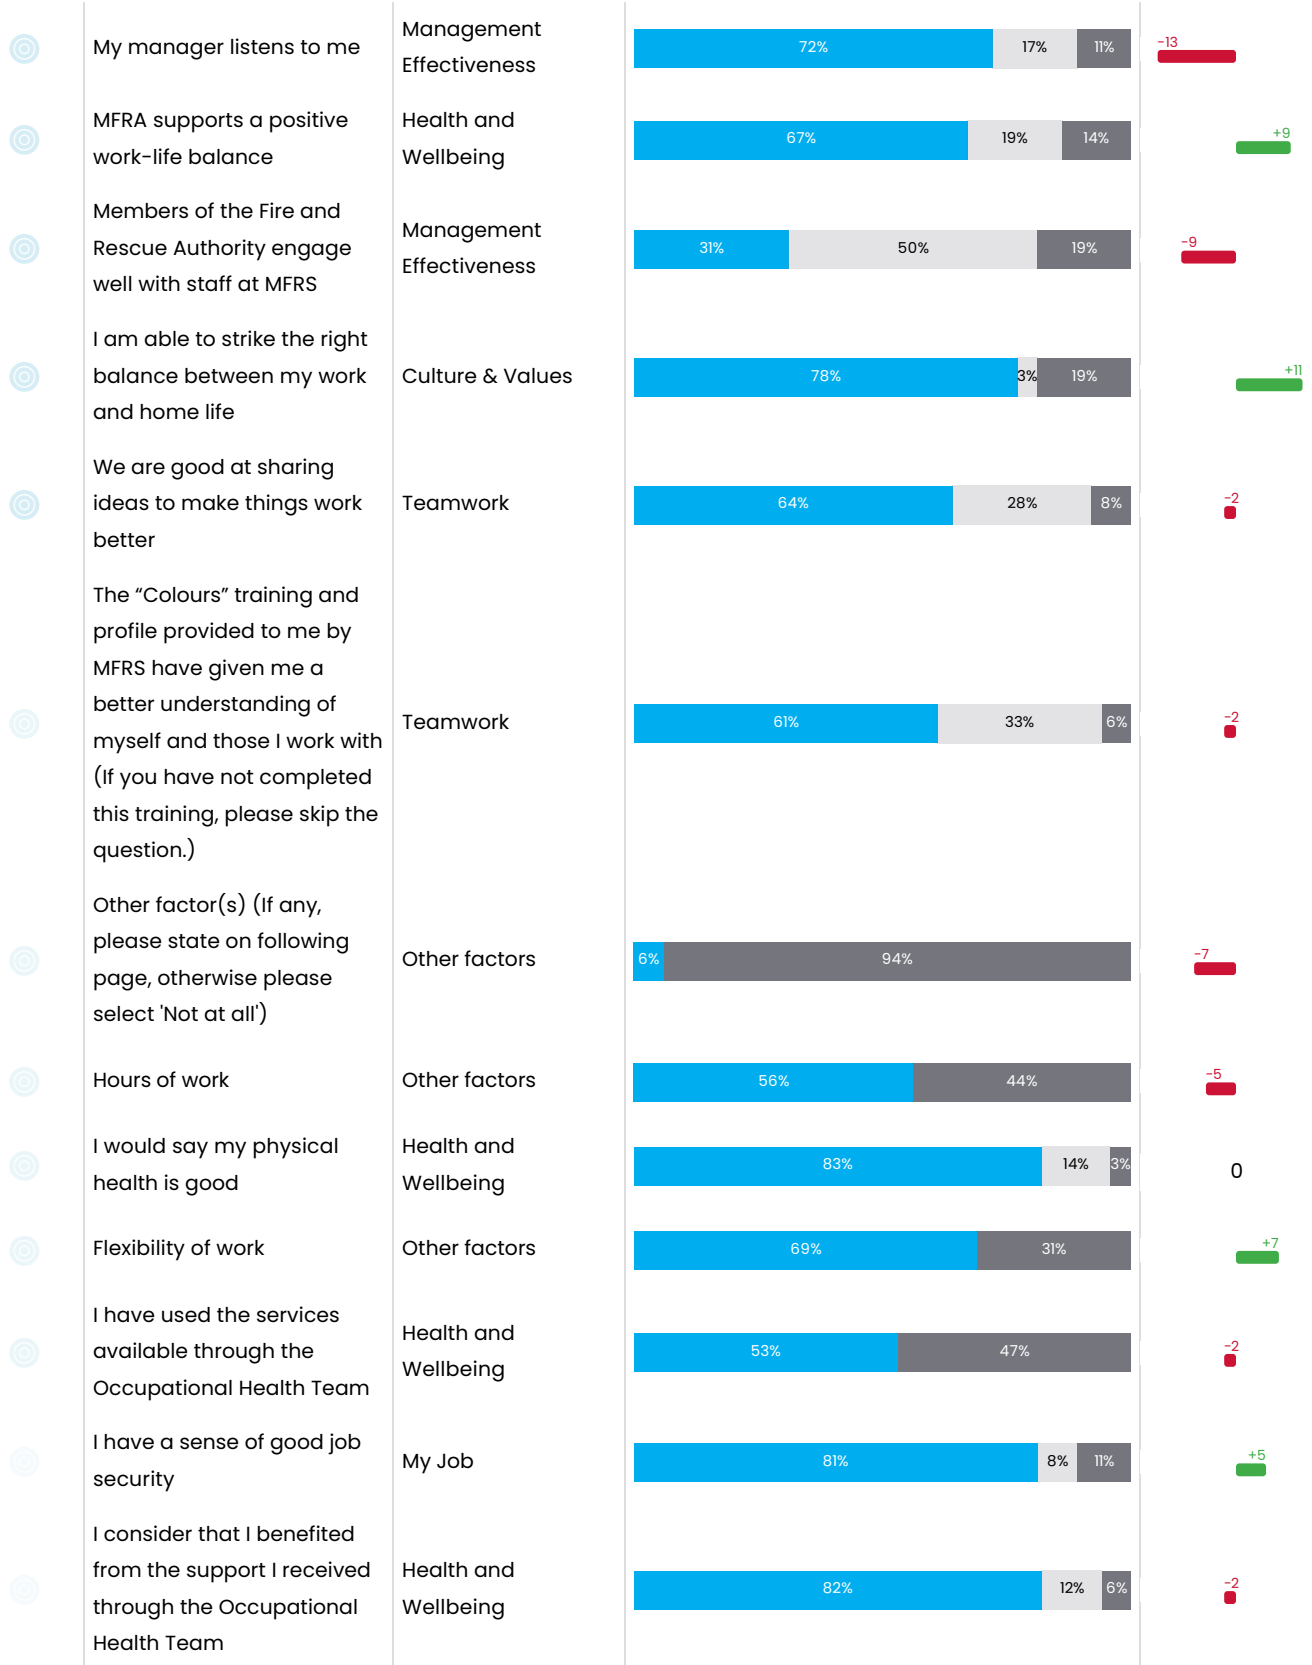 My manager listens to me
Management
Effectiveness
72%
17%
11%
-13
MFRA supports a positive
work-life balance
Health and
Wellbeing
67%
19%
14%
+9
Members of the Fire and
Rescue Authority engage
well with staff at MFRS
Management
Effectiveness
31%
50%
19%
-9
I am able to strike the right
balance between my work
and home life
Culture & Values
78%
3%
19%
+11
We are good at sharing
ideas to make things work
better
Teamwork
64%
28%
8%
-2
The “Colours” training and
profile provided to me by
MFRS have given me a
better understanding of
myself and those I work with
(If you have not completed
this training, please skip the
question.)
Teamwork
61%
33%
6%
-2
Other factor(s) (If any,
please state on following
page, otherwise please
select 'Not at all')
Other factors
6%
94%
-7
Hours of work
Other factors
56%
44%
-5
I would say my physical
health is good
Health and
Wellbeing
83%
14%
3%
0
Flexibility of work
Other factors
69%
31%
+7
I have used the services
available through the
Occupational Health Team
Health and
Wellbeing
53%
47%
-2
I have a sense of good job
security
My Job
81%
8%
11%
+5
I consider that I benefited
from the support I received
through the Occupational
Health Team
Health and
Wellbeing
82%
12%
6%
-2